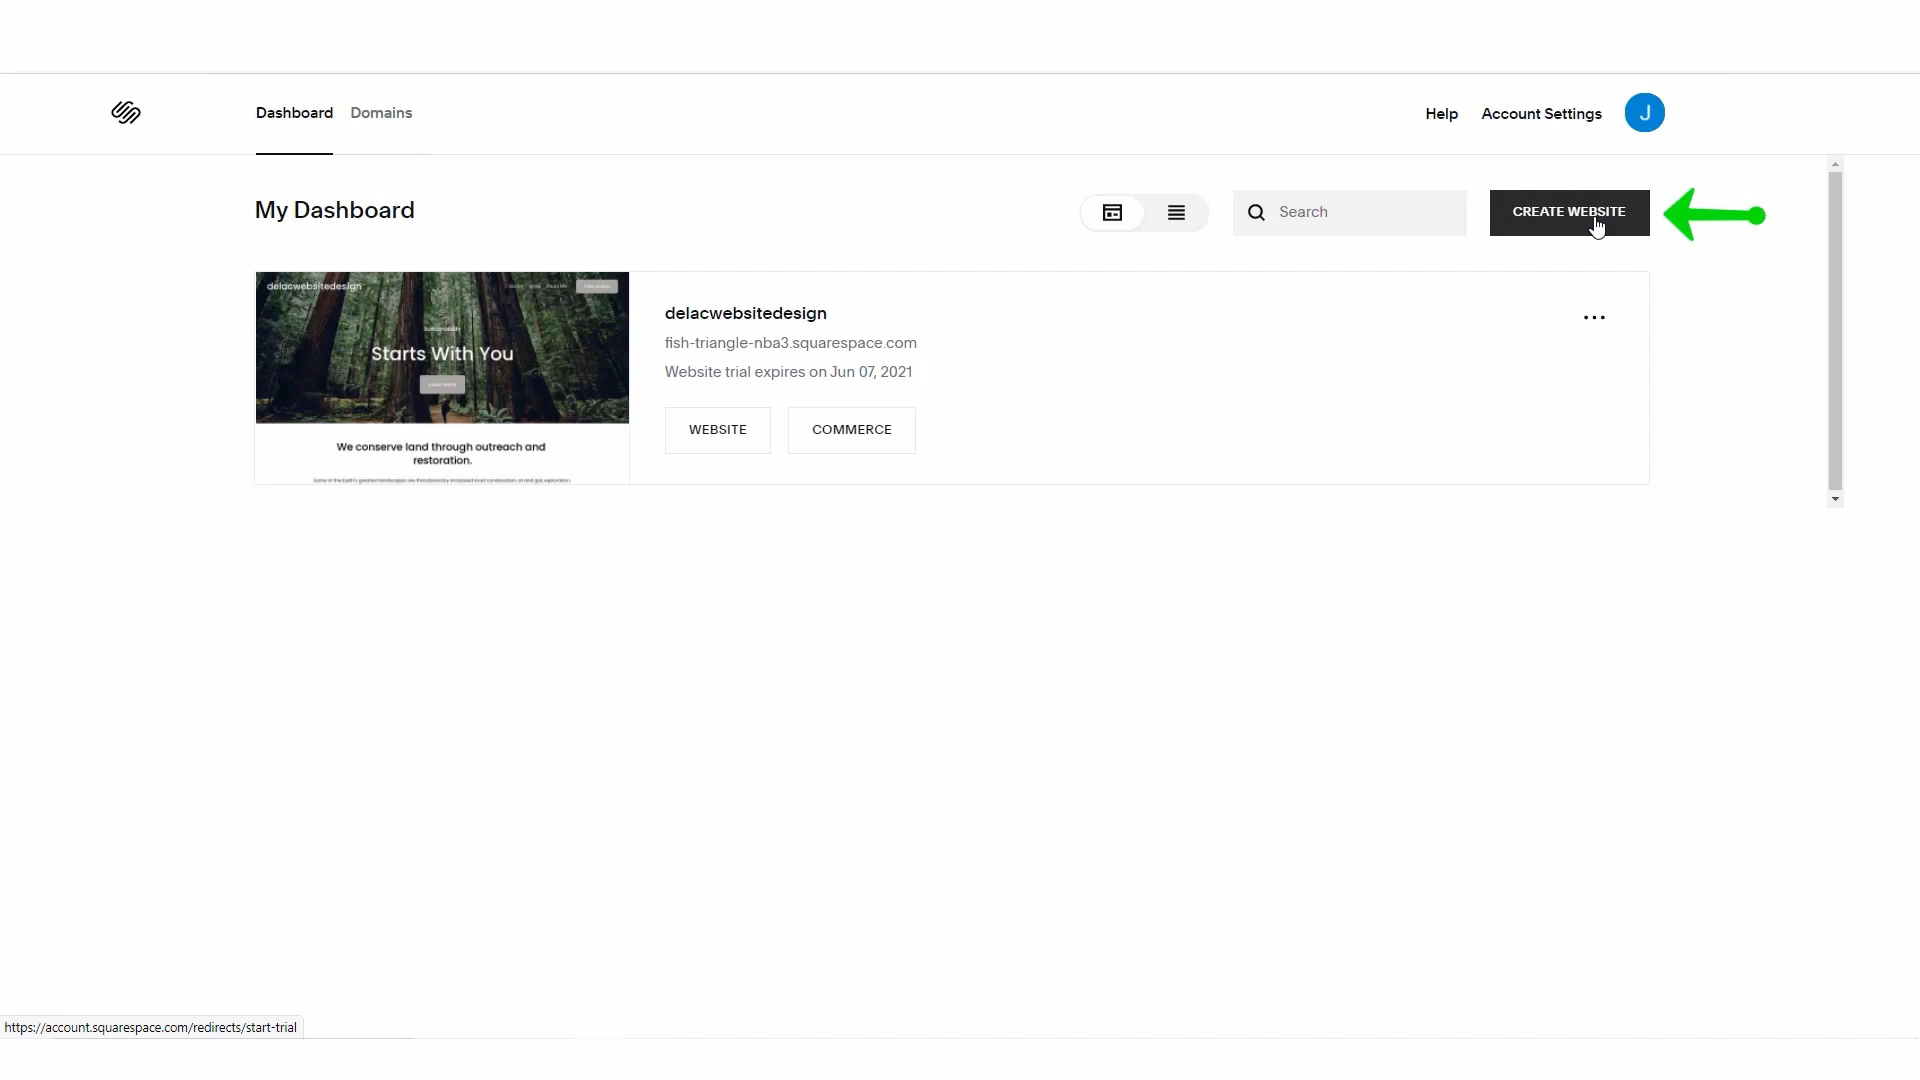 Dashboard Domains
Help Account Settings J
My Dashboard
Search
CREATE WEBSITE
delacwebsitedesign
Starts With You
We conserve land through outreach and
restoration.
delacwebsitedesign
fish-triangle-nba3.squarespace.com
Website trial expires on Jun 07, 2021
WEBSITE COMMERCE
https://account.squarespace.com/redirects/start-trial